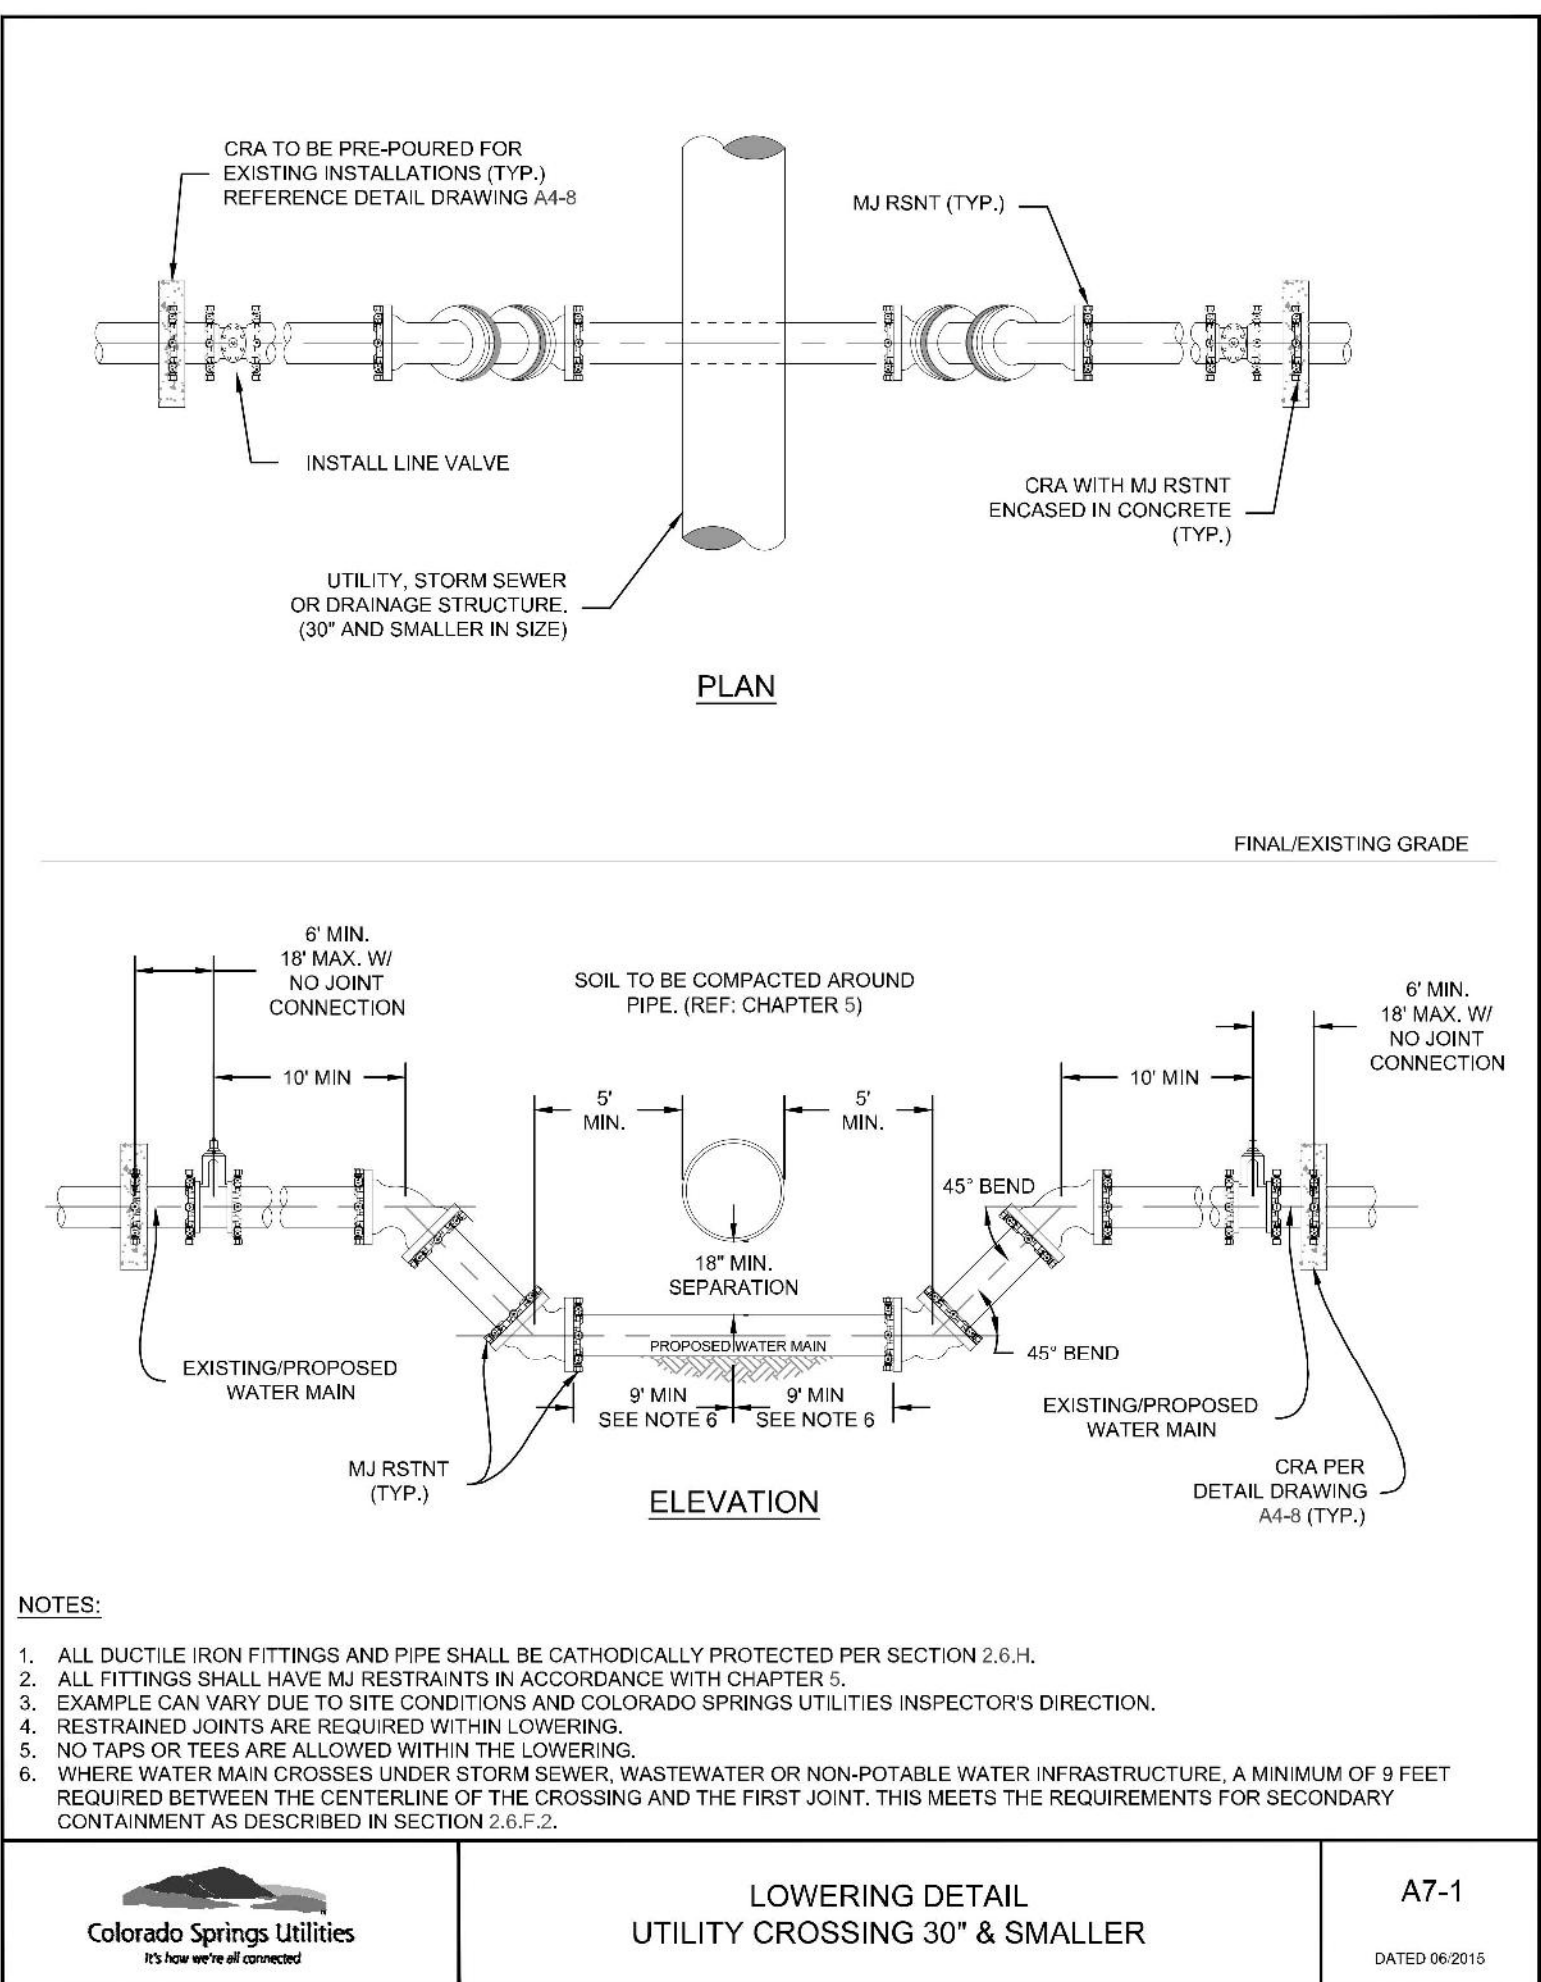 CRA TO BE PRE-POURED FOR
EXISTING INSTALLATIONS (TYP.)
REFERENCE DETAIL DRAWING A4-8
MJ RSNT (TYP.)
INSTALL LINE VALVE
CRA WITH MJ RSTNT
ENCASED IN CONCRETE
(TYP.)
UTILITY, STORM SEWER
OR DRAINAGE STRUCTURE.
(30" AND SMALLER IN SIZE)
PLAN
FINAL/EXISTING GRADE
6' MIN.
18' MAX. W/
NO JOINT
CONNECTION
SOIL TO BE COMPACTED AROUND
PIPE. (REF: CHAPTER 5)
6' MIN.
18' MAX. W/
NO JOINT
CONNECTION
10' MIN
10' MIN
5'
MIN.
5'
MIN.
45° BEND
18" MIN.
SEPARATION
PROPOSED WATER MAIN
45° BEND
EXISTING/PROPOSED
WATER MAIN
9' MIN
SEE NOTE 6
9' MIN
SEE NOTE 6
EXISTING/PROPOSED
WATER MAIN
MJ RSTNT
(TYP.)
CRA PER
DETAIL DRAWING
A4-8 (TYP.)
ELEVATION
NOTES:
1. ALL DUCTILE IRON FITTINGS AND PIPE SHALL BE CATHODICALLY PROTECTED PER SECTION 2.6.H.
2. ALL FITTINGS SHALL HAVE MJ RESTRAINTS IN ACCORDANCE WITH CHAPTER 5.
3. EXAMPLE CAN VARY DUE TO SITE CONDITIONS AND COLORADO SPRINGS UTILITIES INSPECTOR'S DIRECTION.
4. RESTRAINED JOINTS ARE REQUIRED WITHIN LOWERING.
5. NO TAPS OR TEES ARE ALLOWED WITHIN THE LOWERING.
6. WHERE WATER MAIN CROSSES UNDER STORM SEWER, WASTEWATER OR NON-POTABLE WATER INFRASTRUCTURE, A MINIMUM OF 9 FEET
REQUIRED BETWEEN THE CENTERLINE OF THE CROSSING AND THE FIRST JOINT. THIS MEETS THE REQUIREMENTS FOR SECONDARY
CONTAINMENT AS DESCRIBED IN SECTION 2.6.F.2.
Colorado Springs Utilities
It's how we're all connected
LOWERING DETAIL
UTILITY CROSSING 30" & SMALLER
A7-1
DATED 06/2015